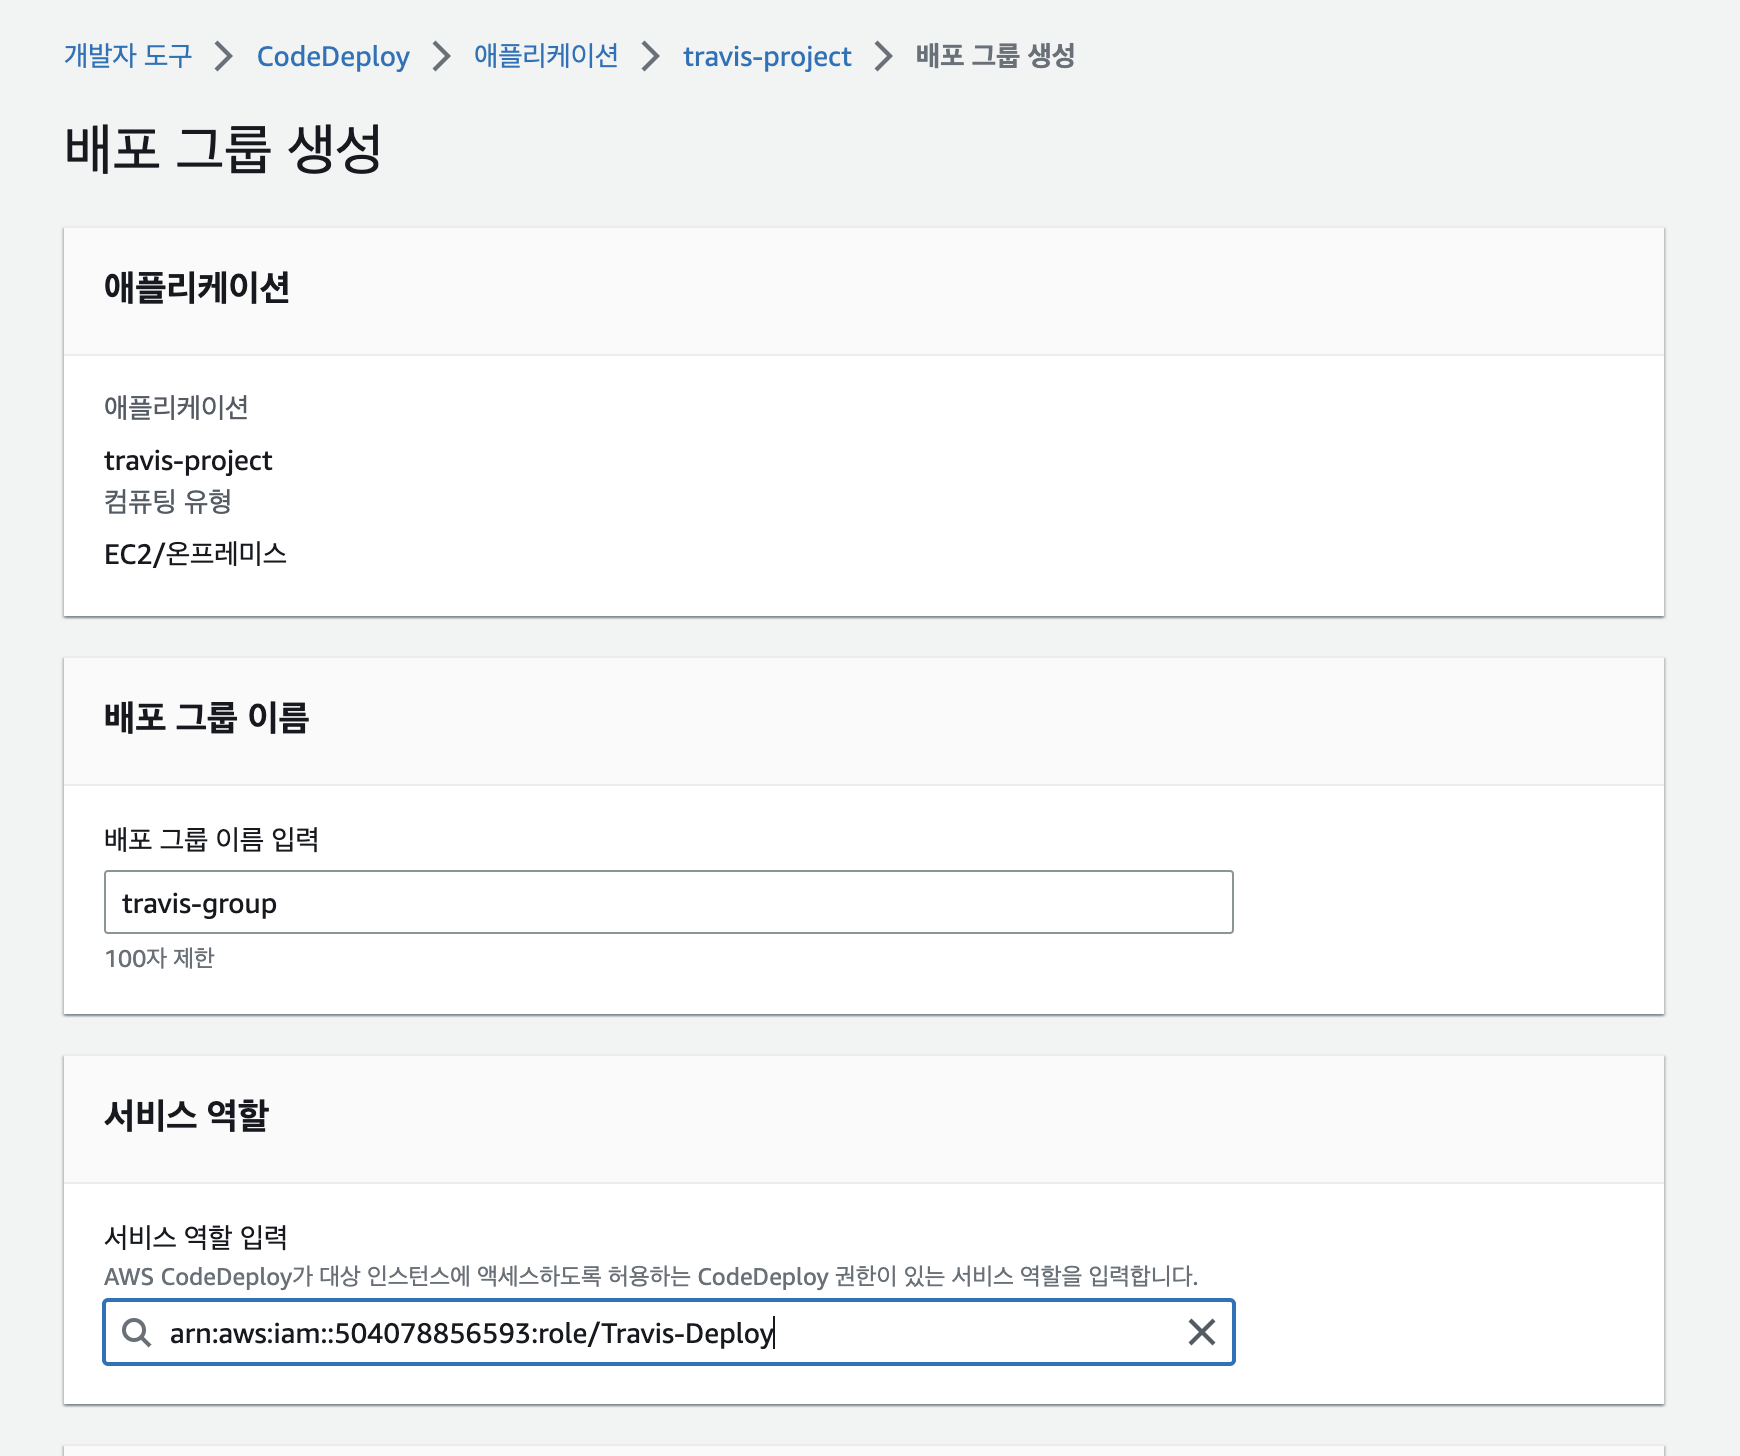 개발자 도구 > CodeDeploy > 애플리케이션 > travis-project > 배포 그룹 생성
배포 그룹 생성
애플리케이션
애플리케이션
travis-project
컴퓨팅 유형
EC2/온프레미스
배포 그룹 이름
배포 그룹 이름 입력
travis-group
100자 제한
서비스 역할
서비스 역할 입력
AWS CodeDeploy가 대상 인스턴스에 액세스하도록 허용하는 CodeDeploy 권한이 있는 서비스 역할을 입력합니다.
arn:aws:iam::504078856593:role/Travis-Deploy